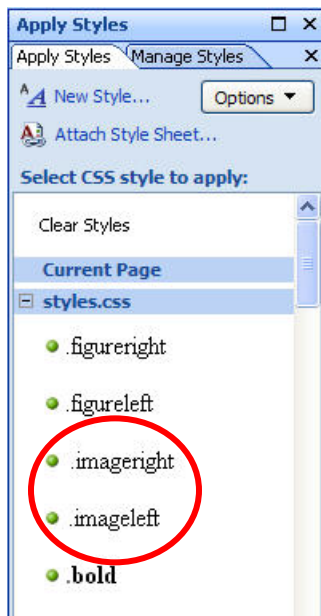 Apply Styles
Apply Styles Manage Styles
New Style... Options
Attach Style Sheet...
Select CSS style to apply:
Clear Styles
Current Page
styles.css
.figureright
.figureleft
.imageright
.imageleft
.bold